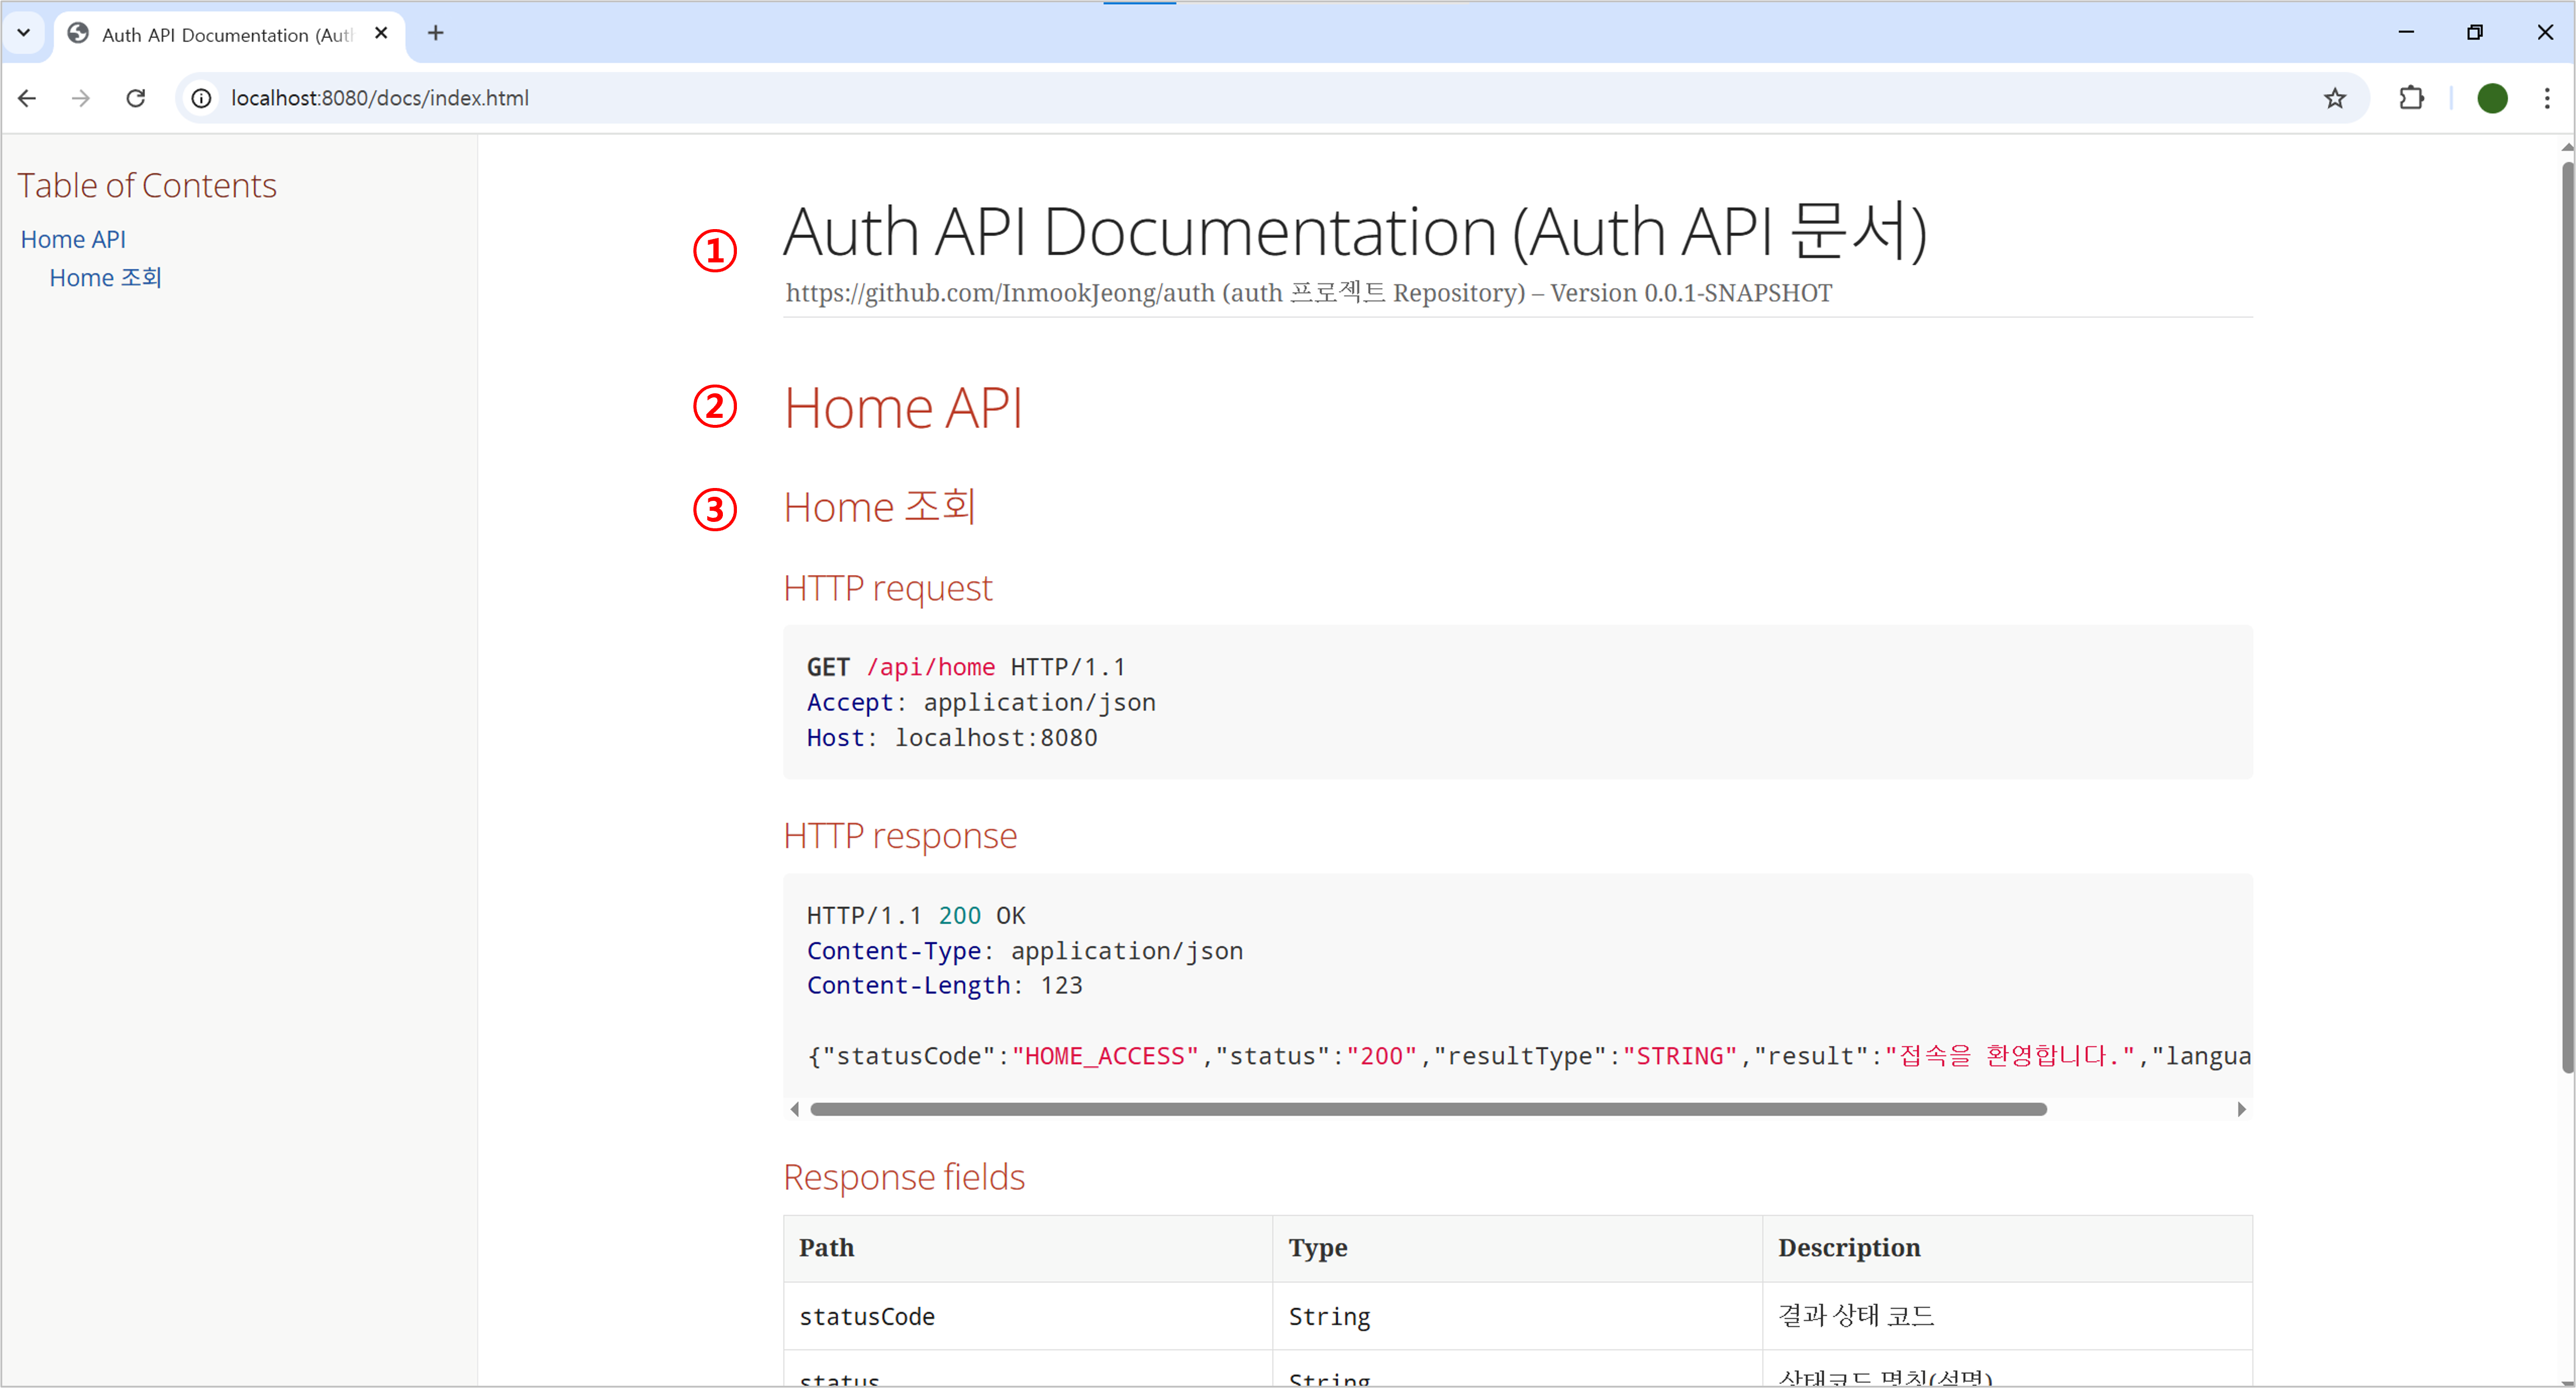 Auth API Documentation (Aut
localhost:8080/docs/index.html
Table of Contents
Home API
Home 조회
① Auth API Documentation (Auth API 문서)
https://github.com/InmookJeong/auth (auth 프로젝트 Repository) – Version 0.0.1-SNAPSHOT
② Home API
③ Home 조회
HTTP request
GET /api/home HTTP/1.1
Accept: application/json
Host: localhost:8080
HTTP response
HTTP/1.1 200 OK
Content-Type: application/json
Content-Length: 123
{"statusCode":"HOME_ACCESS","status":"200","resultType":"STRING","result":"접속을 환영합니다.","langua
Response fields
Path Type Description
statusCode String 결과 상태 코드
status String 상태코드 명칭(설명)